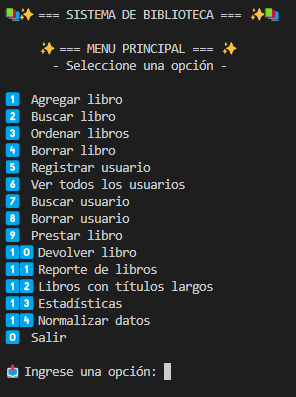 📚✨ === SISTEMA DE BIBLIOTECA === ✨📚
✨ === MENU PRINCIPAL === ✨
- Seleccione una opción -
1️⃣ Agregar libro
2️⃣ Buscar libro
3️⃣ Ordenar libros
4️⃣ Borrar libro
5️⃣ Registrar usuario
6️⃣ Ver todos los usuarios
7️⃣ Buscar usuario
8️⃣ Borrar usuario
9️⃣ Prestar libro
1️⃣0️⃣ Devolver libro
1️⃣1️⃣ Reporte de libros
1️⃣2️⃣ Libros con títulos largos
1️⃣3️⃣ Estadísticas
1️⃣4️⃣ Normalizar datos
0️⃣ Salir
📥 Ingrese una opción: